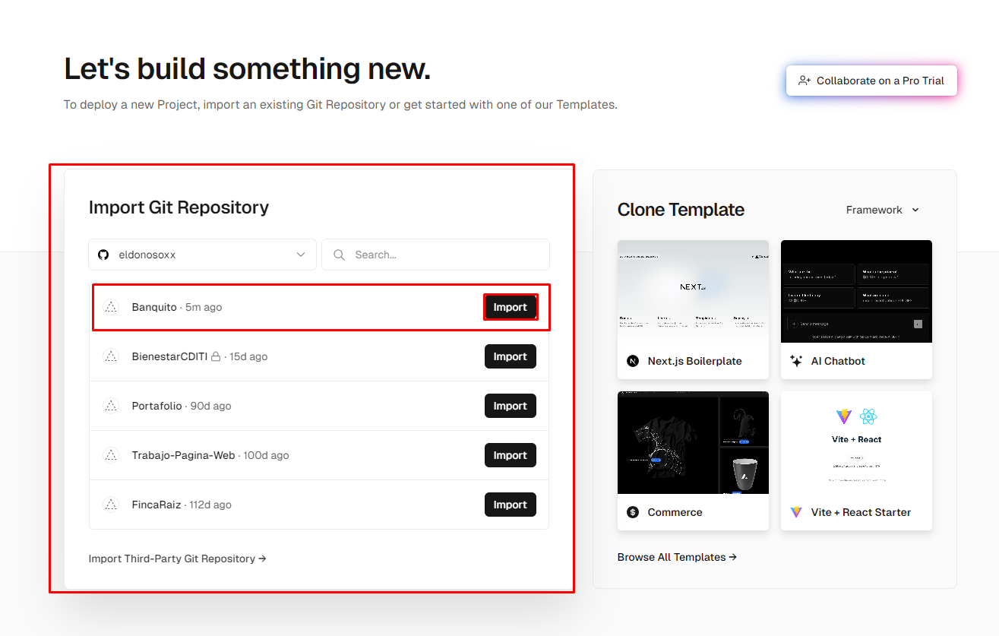 Let's build something new.
To deploy a new Project, import an existing Git Repository or get started with one of our Templates.
Collaborate on a Pro Trial
Import Git Repository
eldonosoxx
Search...
Banquito · 5m ago
Import
BienestarCDITI · 15d ago
Import
Portafolio · 90d ago
Import
Trabajo-Pagina-Web · 100d ago
Import
FincaRaiz · 112d ago
Import
Import Third-Party Git Repository →
Clone Template
Framework
NEXT
Next.js Boilerplate
Send a message
AI Chatbot
Commerce
Vite + React
Vite + React Starter
Browse All Templates →